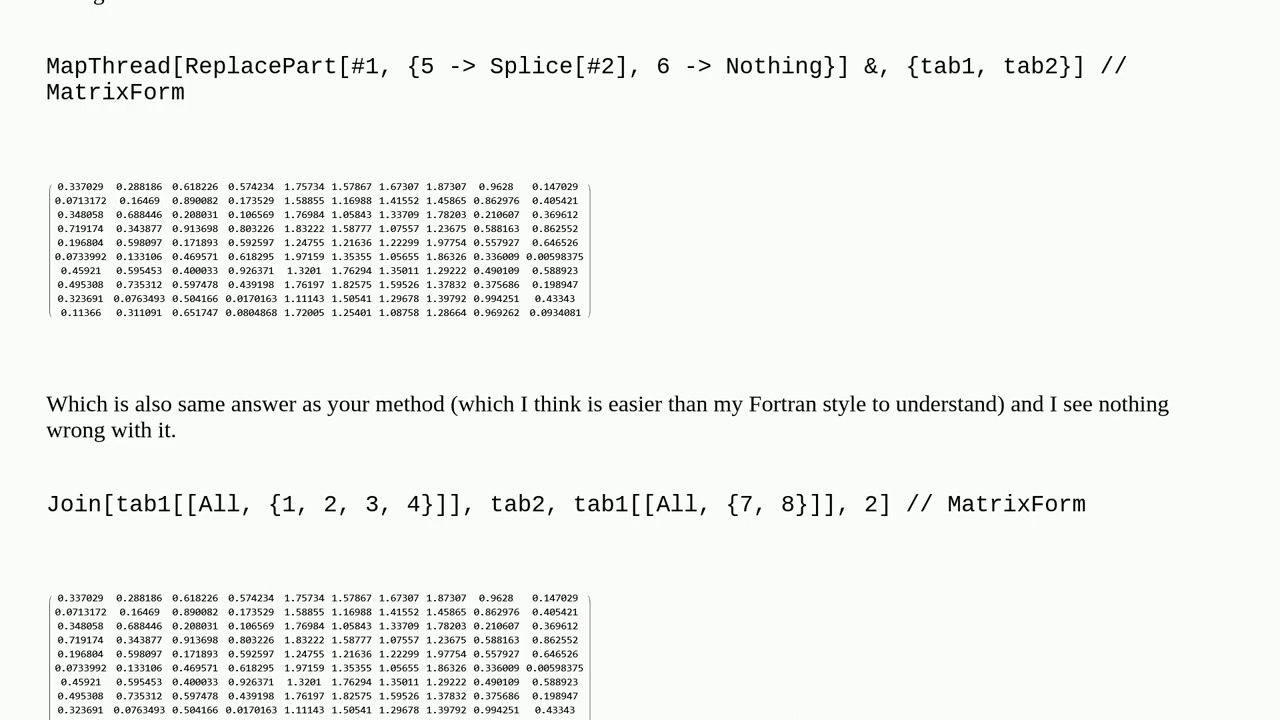 MapThread[ReplacePart[#1, {5 -> Splice[#2], 6 -> Nothing}] &, {tab1, tab2}] //
MatrixForm
0.337029 0.288186 0.618226 0.574234 1.75734 1.57867 1.67307 1.87307 0.9628 0.147029
0.0713172 0.16469 0.890082 0.173529 1.58855 1.16988 1.41552 1.45865 0.862976 0.405421
0.348058 0.688446 0.208031 0.106569 1.76984 1.05843 1.33709 1.78203 0.210607 0.369612
0.719174 0.343877 0.913698 0.803226 1.83222 1.58777 1.07557 1.23675 0.588163 0.862552
0.196804 0.598097 0.171893 0.592597 1.24755 1.21636 1.22299 1.97754 0.557927 0.646526
0.0733992 0.133106 0.469571 0.618295 1.97159 1.35355 1.05655 1.86326 0.336009 0.00598375
0.45921 0.595453 0.400033 0.926371 1.3201 1.76294 1.35011 1.29222 0.490109 0.588923
0.495308 0.735312 0.597478 0.439198 1.76197 1.82575 1.59526 1.37832 0.375686 0.198947
0.323691 0.0763493 0.504166 0.0170163 1.11143 1.50541 1.29678 1.39792 0.994251 0.43343
0.11366 0.311091 0.651747 0.0804868 1.72005 1.25401 1.08758 1.28664 0.969262 0.0934081
Which is also same answer as your method (which I think is easier than my Fortran style to understand) and I see nothing
wrong with it.
Join[tab1[[All, {1, 2, 3, 4}]], tab2, tab1[[All, {7, 8}]], 2] // MatrixForm
0.337029 0.288186 0.618226 0.574234 1.75734 1.57867 1.67307 1.87307 0.9628 0.147029
0.0713172 0.16469 0.890082 0.173529 1.58855 1.16988 1.41552 1.45865 0.862976 0.405421
0.348058 0.688446 0.208031 0.106569 1.76984 1.05843 1.33709 1.78203 0.210607 0.369612
0.719174 0.343877 0.913698 0.803226 1.83222 1.58777 1.07557 1.23675 0.588163 0.862552
0.196804 0.598097 0.171893 0.592597 1.24755 1.21636 1.22299 1.97754 0.557927 0.646526
0.0733992 0.133106 0.469571 0.618295 1.97159 1.35355 1.05655 1.86326 0.336009 0.00598375
0.45921 0.595453 0.400033 0.926371 1.3201 1.76294 1.35011 1.29222 0.490109 0.588923
0.495308 0.735312 0.597478 0.439198 1.76197 1.82575 1.59526 1.37832 0.375686 0.198947
0.323691 0.0763493 0.504166 0.0170163 1.11143 1.50541 1.29678 1.39792 0.994251 0.43343